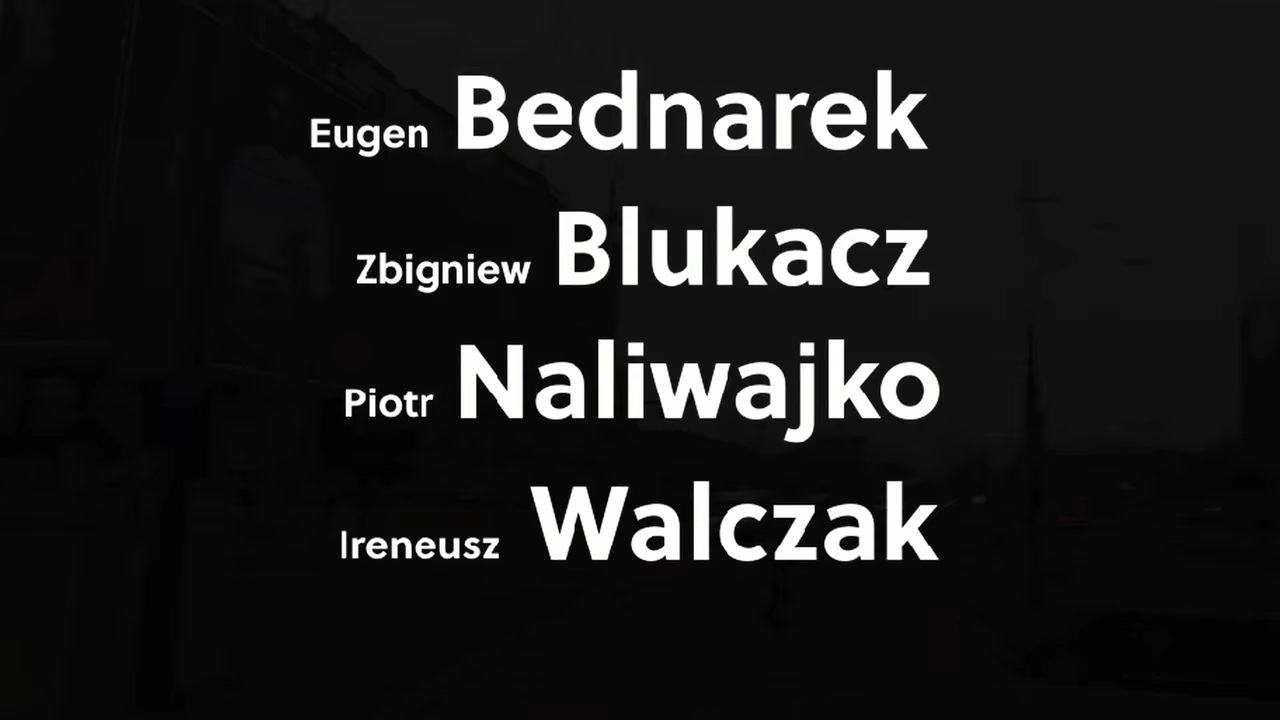 Eugen Bednarek
Zbigniew Blukacz
Piotr Naliwajko
Ireneusz Walczak